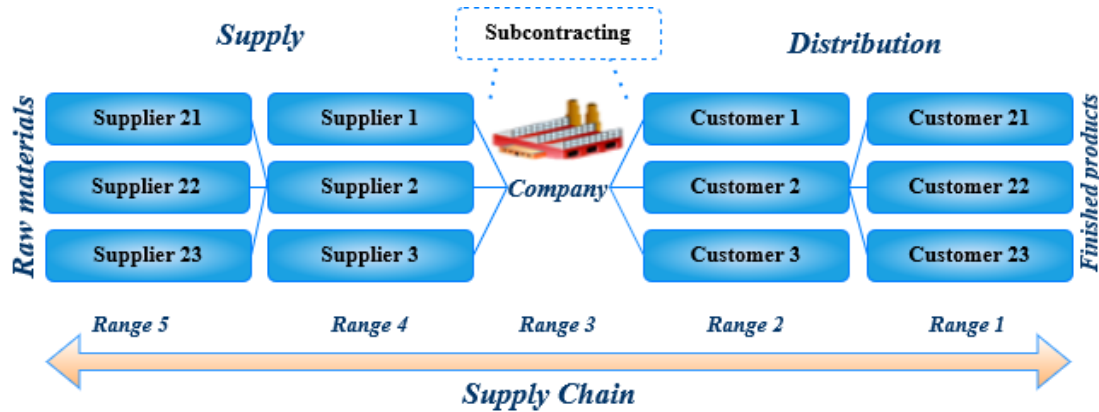 Supply
Subcontracting
Distribution
Raw materials
Supplier 21
Supplier 1
Customer 1
Customer 21
Finished products
Supplier 22
Supplier 2
Company
Customer 2
Customer 22
Supplier 23
Supplier 3
Customer 3
Customer 23
Range 5
Range 4
Range 3
Range 2
Range 1
Supply Chain